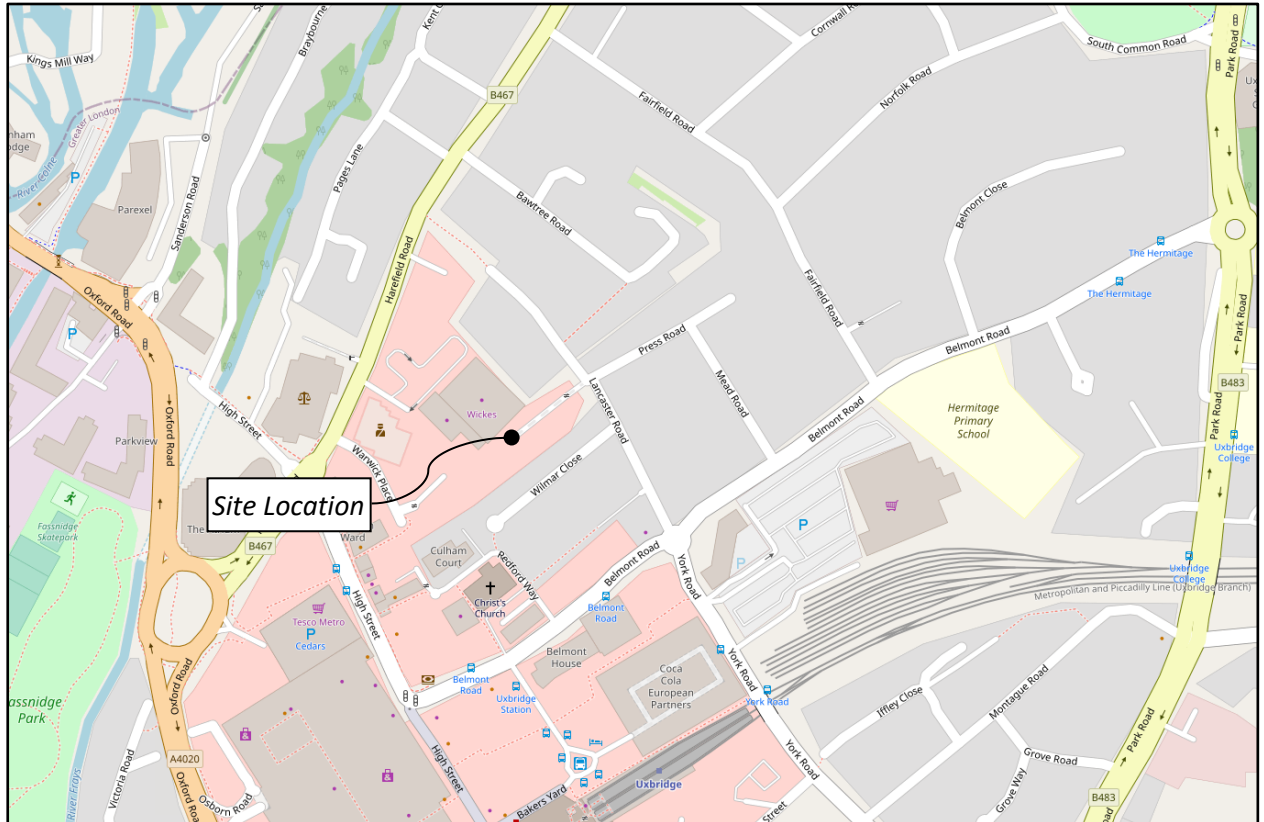 Kings Mill Way
Braybourne
Kent
Cornwall Road
South Common Road
Park Road
B467
Fairfield Road
Norfolk Road
Greater London
River Colne
P
Parexel
Sanderson Road
Pages Lane
Bawtree Road
Belmont Close
The Hermitage
The Hermitage
Harefield Road
Fairfield Road
Oxford Road
P
Press Road
Belmont Road
Park Road
B483
Lancaster Road
Mead Road
Wickes
Hermitage
Primary
School
High Street
Oxford Road
Parkview
Belmont Road
Park Road
Uxbridge
College
Warwick Place
Wilmar Close
Site Location
Fassnidge
Skatepark
The
P
B467
Ward
Culham
Court
Redford Way
Belmont Road
York Road
P
Christ's
Church
Uxbridge
College
Metropolitan and Piccadilly Line (Uxbridge Branch)
Tesco Metro
P
Cedars
High Street
Belmont
Road
Belmont
House
Coca
Cola
European
Partners
York Road
Oxford Road
Belmont
Road
Uxbridge
Station
York Road
Iffley Close
Montague Road
Park Road
assnidge
Park
A4020
High Street
York Road
Grove Road
Victoria Road
River Frays
Oxford Road
Osborn Road
Bakers Yard
Uxbridge
Street
Grove Way
B483
Road